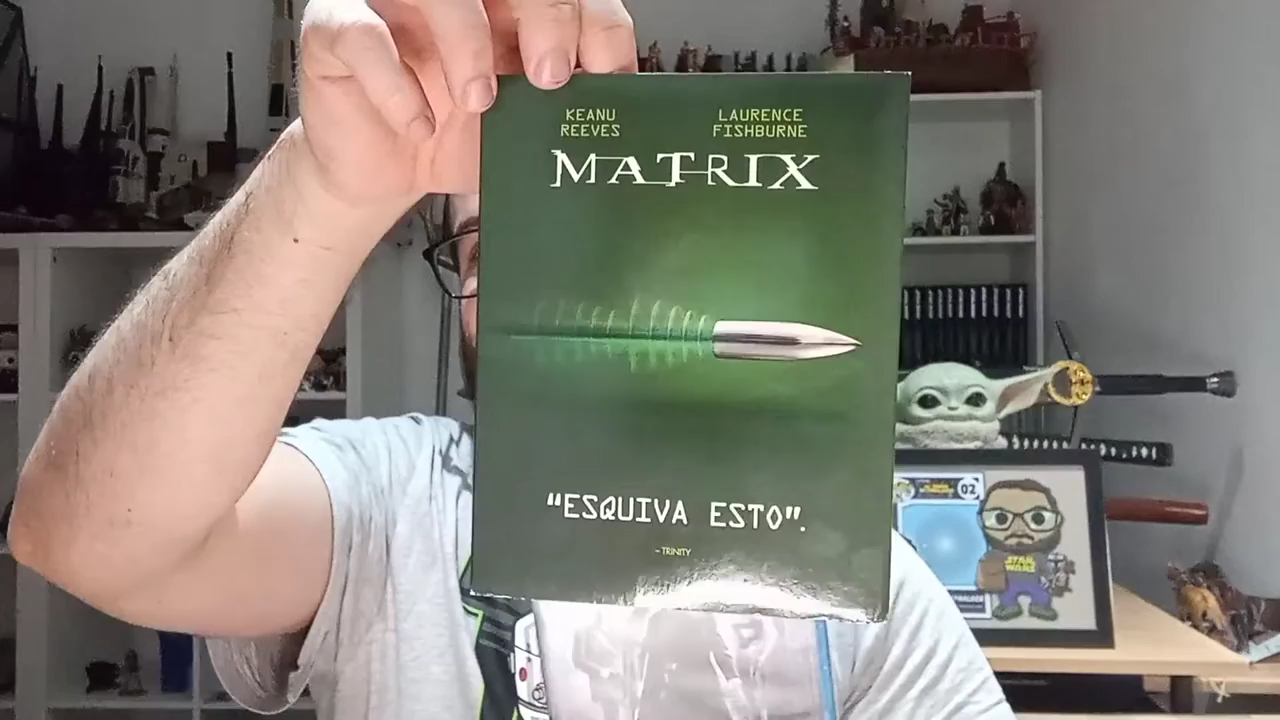 KEANU
REEVES
LAURENCE
FISHBURNE
MATRIX
"ESQUIVA ESTO".
- TRINITY
02
STAR
WARS